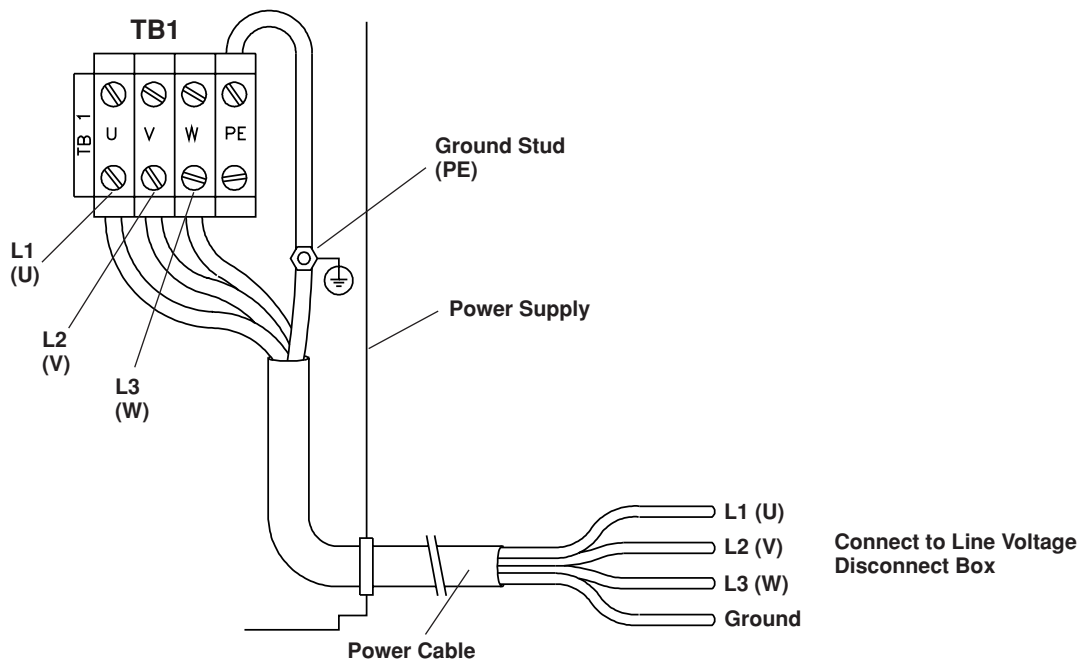 TB1
TB 1
U
V
W
PE
Ground Stud
(PE)
L1
(U)
L2
(V)
L3
(W)
Power Supply
L1 (U)
L2 (V)
L3 (W)
Ground
Connect to Line Voltage
Disconnect Box
Power Cable